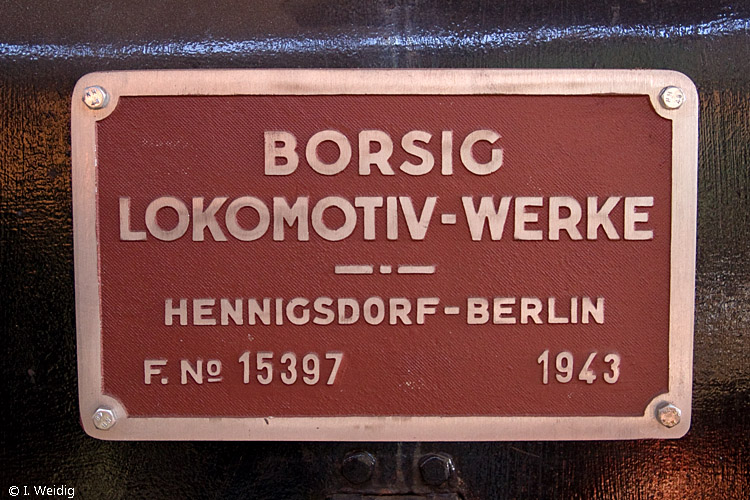 BORSIG
LOKOMOTIV-WERKE
HENNIGSDORF-BERLIN
F. Nº 15397 1943
© I. Weidig